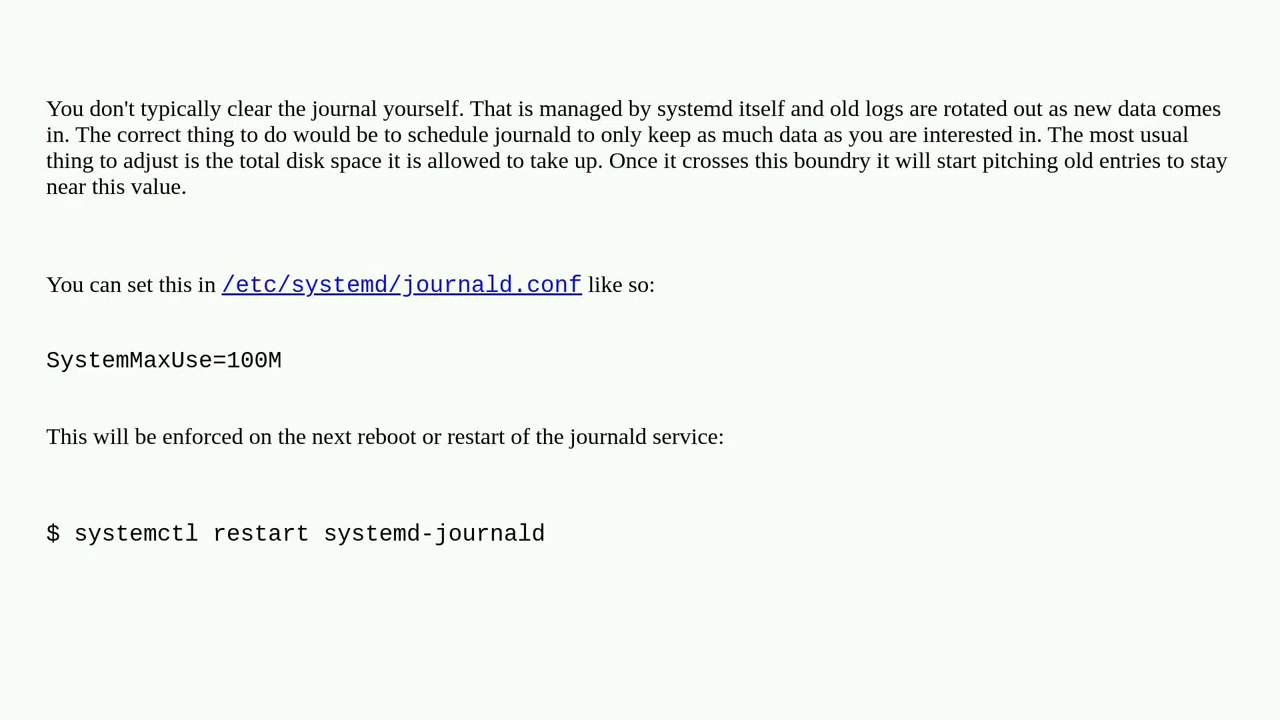 You don't typically clear the journal yourself. That is managed by systemd itself and old logs are rotated out as new data comes
in. The correct thing to do would be to schedule journald to only keep as much data as you are interested in. The most usual
thing to adjust is the total disk space it is allowed to take up. Once it crosses this boundry it will start pitching old entries to stay
near this value.
You can set this in /etc/systemd/journald.conf like so:
SystemMaxUse=100M
This will be enforced on the next reboot or restart of the journald service:
$ systemctl restart systemd-journald